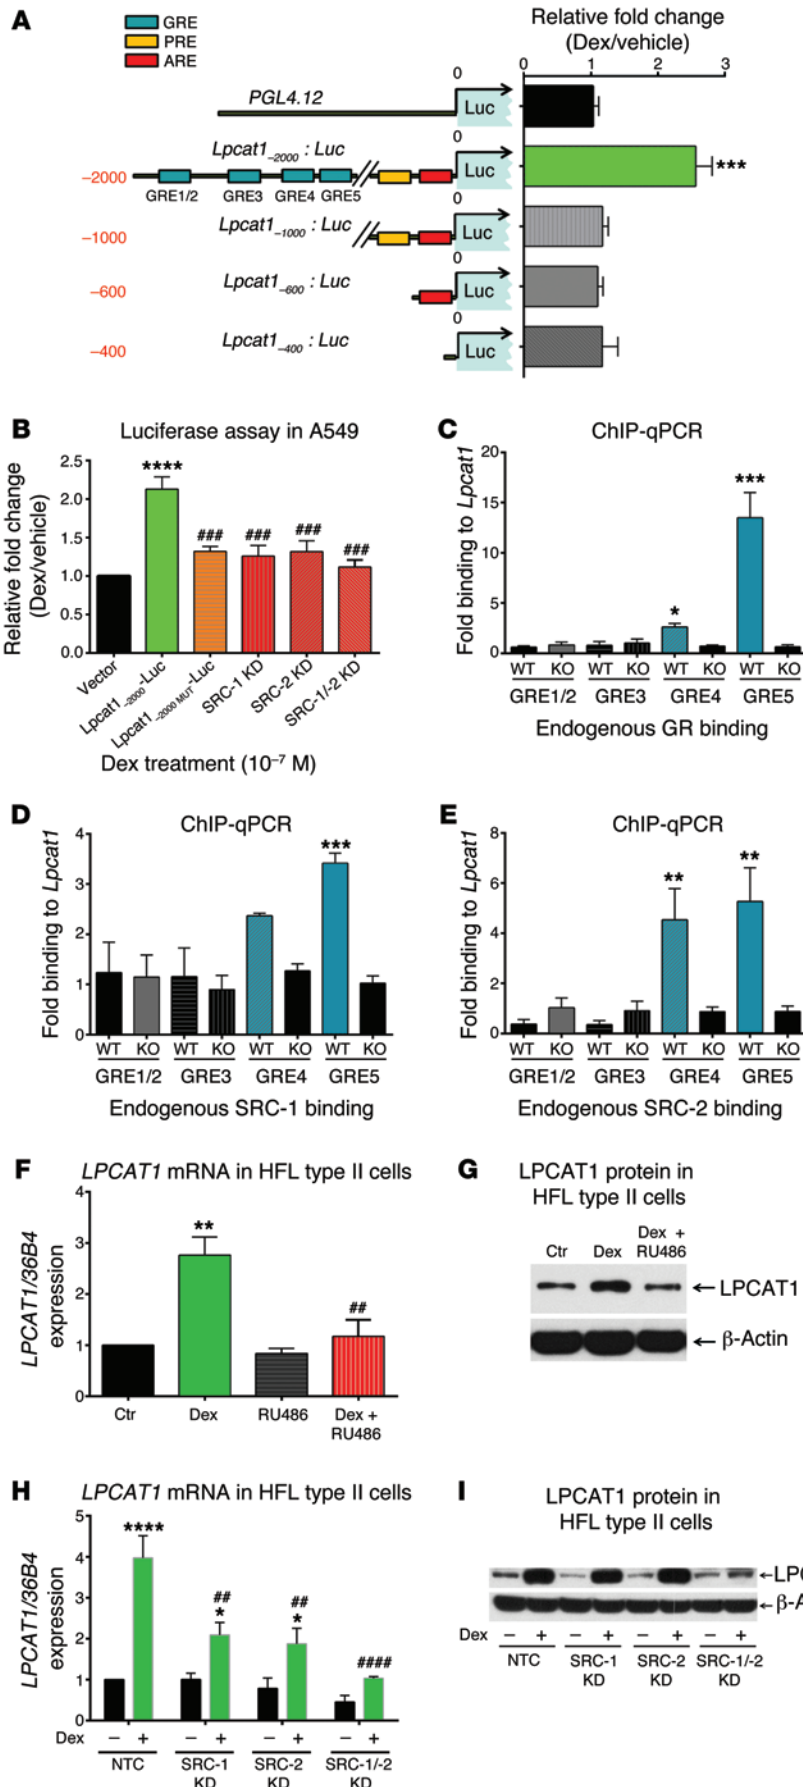 A
Relative fold change
(Dex/vehicle)
GRE
PRE
ARE
0 1 2 3
0
PGL4.12
Luc
0
Lpcat1–2000 : Luc
–2000
Luc
***
GRE1/2 GRE3 GRE4 GRE5
0
Lpcat1–1000 : Luc
–1000
Luc
0
Lpcat1–600 : Luc
–600
Luc
0
Lpcat1–400 : Luc
–400
Luc
B
Luciferase assay in A549
Relative fold change
(Dex/vehicle)
2.5
2.0
1.5
1.0
0.5
0.0
****
###
###
###
###
Vector
Lpcat1–2000-Luc
Lpcat1–2000 MUT-Luc
SRC-1 KD
SRC-2 KD
SRC-1/-2 KD
Dex treatment (10–7 M)
C
ChIP-qPCR
Fold binding to Lpcat1
20
15
10
5
0
*
***
WT KO WT KO WT KO WT KO
GRE1/2 GRE3 GRE4 GRE5
Endogenous GR binding
D
ChIP-qPCR
Fold binding to Lpcat1
4
3
2
1
0
***
WT KO WT KO WT KO WT KO
GRE1/2 GRE3 GRE4 GRE5
Endogenous SRC-1 binding
E
ChIP-qPCR
Fold binding to Lpcat1
8
6
4
2
0
**
**
WT KO WT KO WT KO WT KO
GRE1/2 GRE3 GRE4 GRE5
Endogenous SRC-2 binding
F
LPCAT1 mRNA in HFL type II cells
LPCAT1/36B4
expression
4
3
2
1
0
**
##
Ctr Dex RU486 Dex +
RU486
G
LPCAT1 protein in
HFL type II cells
Ctr Dex Dex +
RU486
←LPCAT1
← β-Actin
H
LPCAT1 mRNA in HFL type II cells
LPCAT1/36B4
expression
5
4
3
2
1
0
****
##
*
##
*
####
Dex – + – + – + – +
NTC SRC-1 SRC-2 SRC-1/-2
KD KD KD
I
LPCAT1 protein in
HFL type II cells
←LPC
←β-A
Dex – + – + – + – +
NTC SRC-1 SRC-2 SRC-1/-2
KD KD KD